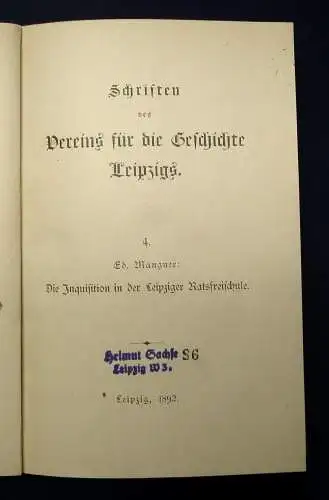 Schriften
des
Vereins für die Geschichte
Leipzigs.
4.
Ed. Mangner:
Die Inquisition in der Leipziger Ratsfreischule.
Helmut Sachse S6
Leipzig W 3.
Leipzig, 1892.